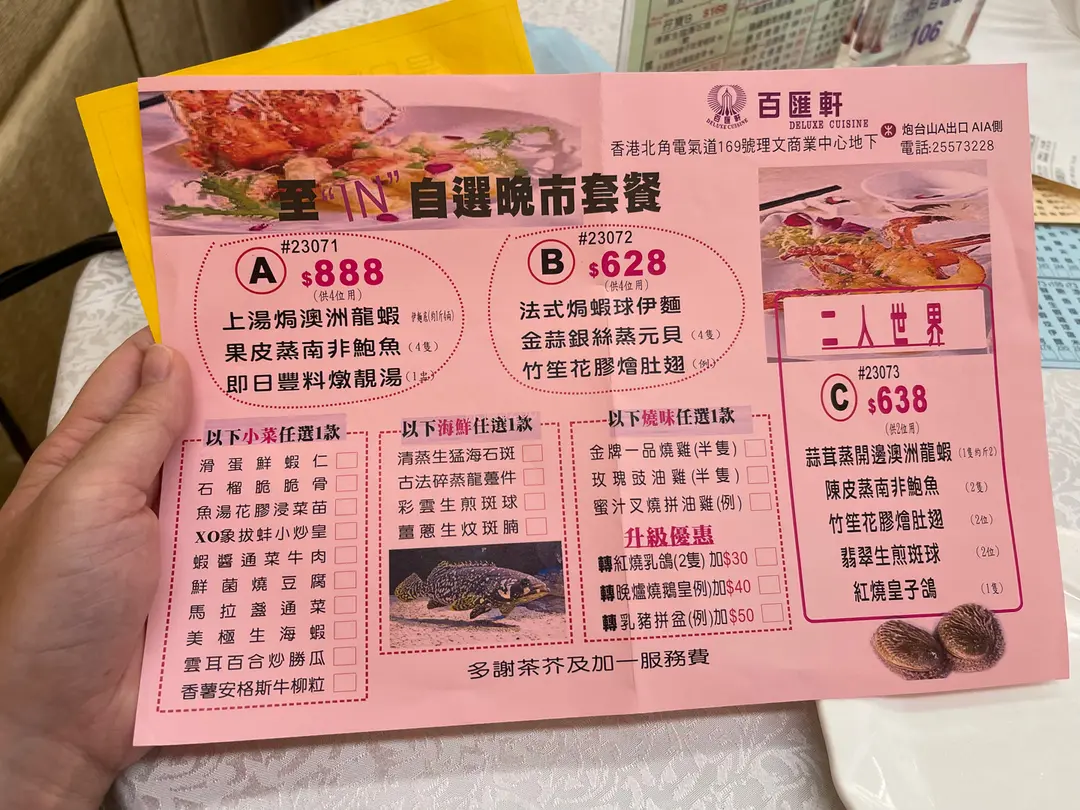 百匯軒
DELUXE CUISINE
百匯軒
DELUXE CUISINE
香港北角電氣道169號理文商業中心地下
炮台山A出口 AIA側
電話:25573228
至"IN"自選晚市套餐
A
#23071
$888
(供4位用)
上湯焗澳洲龍蝦
果皮蒸南非鮑魚 (4隻)
即日豐料燉靚湯
B
#23072
$628
(供4位用)
法式焗蝦球伊麵
金蒜銀絲蒸元貝 (4隻)
竹笙花膠燴肚翅 (例)
二人世界
C
#23073
$638
(供2位用)
蒜茸蒸開邊澳洲龍蝦
陳皮蒸南非鮑魚 (2隻)
竹笙花膠燴肚翅 (2位)
翡翠生煎斑球 (2位)
紅燒皇子鴿 (1隻)
以下小菜任選1款
滑蛋鮮蝦仁
石榴脆脆骨
魚湯花膠浸菜苗
XO象拔蚌小炒皇
蝦醬通菜牛肉
鮮菌燒豆腐
馬拉盞通菜
美極生海蝦
雲耳百合炒勝瓜
香薯安格斯牛柳粒
以下海鮮任選1款
清蒸生猛海石斑
古法碎蒸龍躉件
彩雲生煎斑球
薑蔥生炆斑腩
以下燒味任選1款
金牌一品燒雞(半隻)
玫瑰豉油雞(半隻)
蜜汁叉燒拼油雞(例)
升級優惠
轉紅燒乳鴿(2隻)加$30
轉晚爐燒鵝皇例)加$40
轉乳豬拼盆(例)加$50
多謝茶芥及加一服務費
106